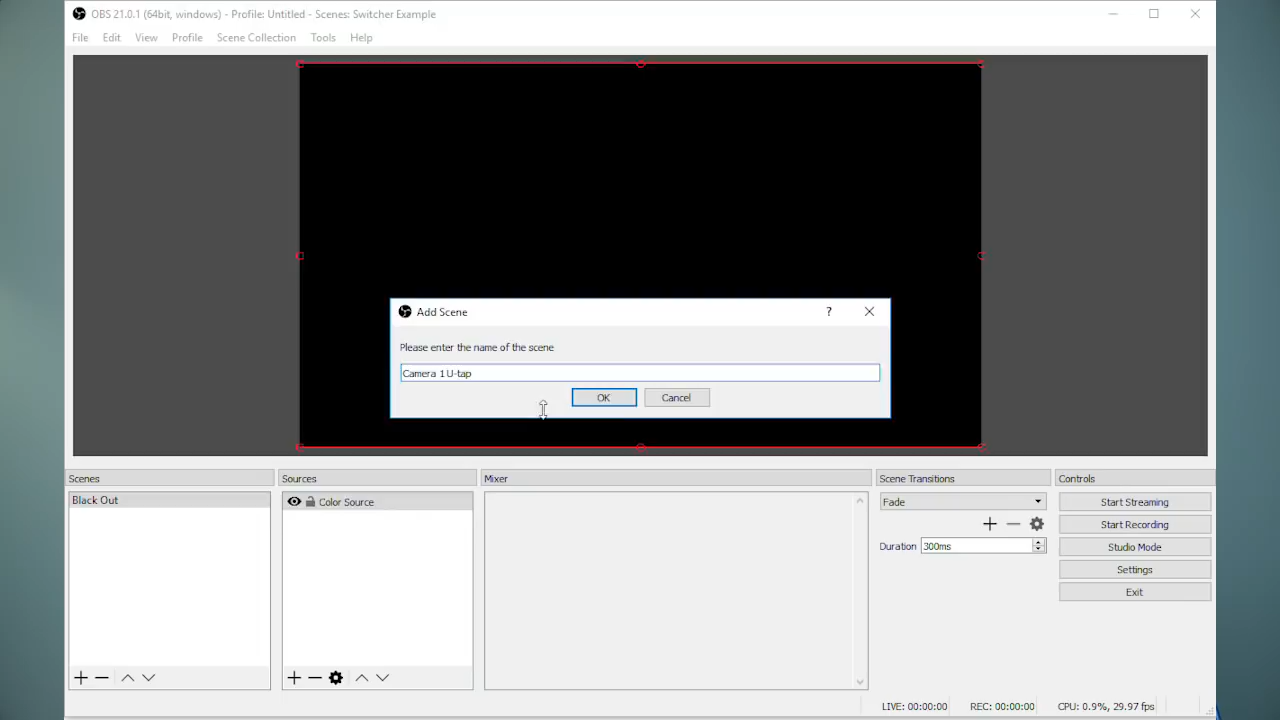 OBS 21.0.1 (64bit, windows) - Profile: Untitled - Scenes: Switcher Example
File Edit View Profile Scene Collection Tools Help
Add Scene ?
Please enter the name of the scene
Camera 1 U-tap
OK Cancel
Scenes Sources Mixer Scene Transitions Controls
Black Out
Color Source
Fade
Duration 300ms
Start Streaming
Start Recording
Studio Mode
Settings
Exit
LIVE: 00:00:00 REC: 00:00:00 CPU: 0.9%, 29.97 fps